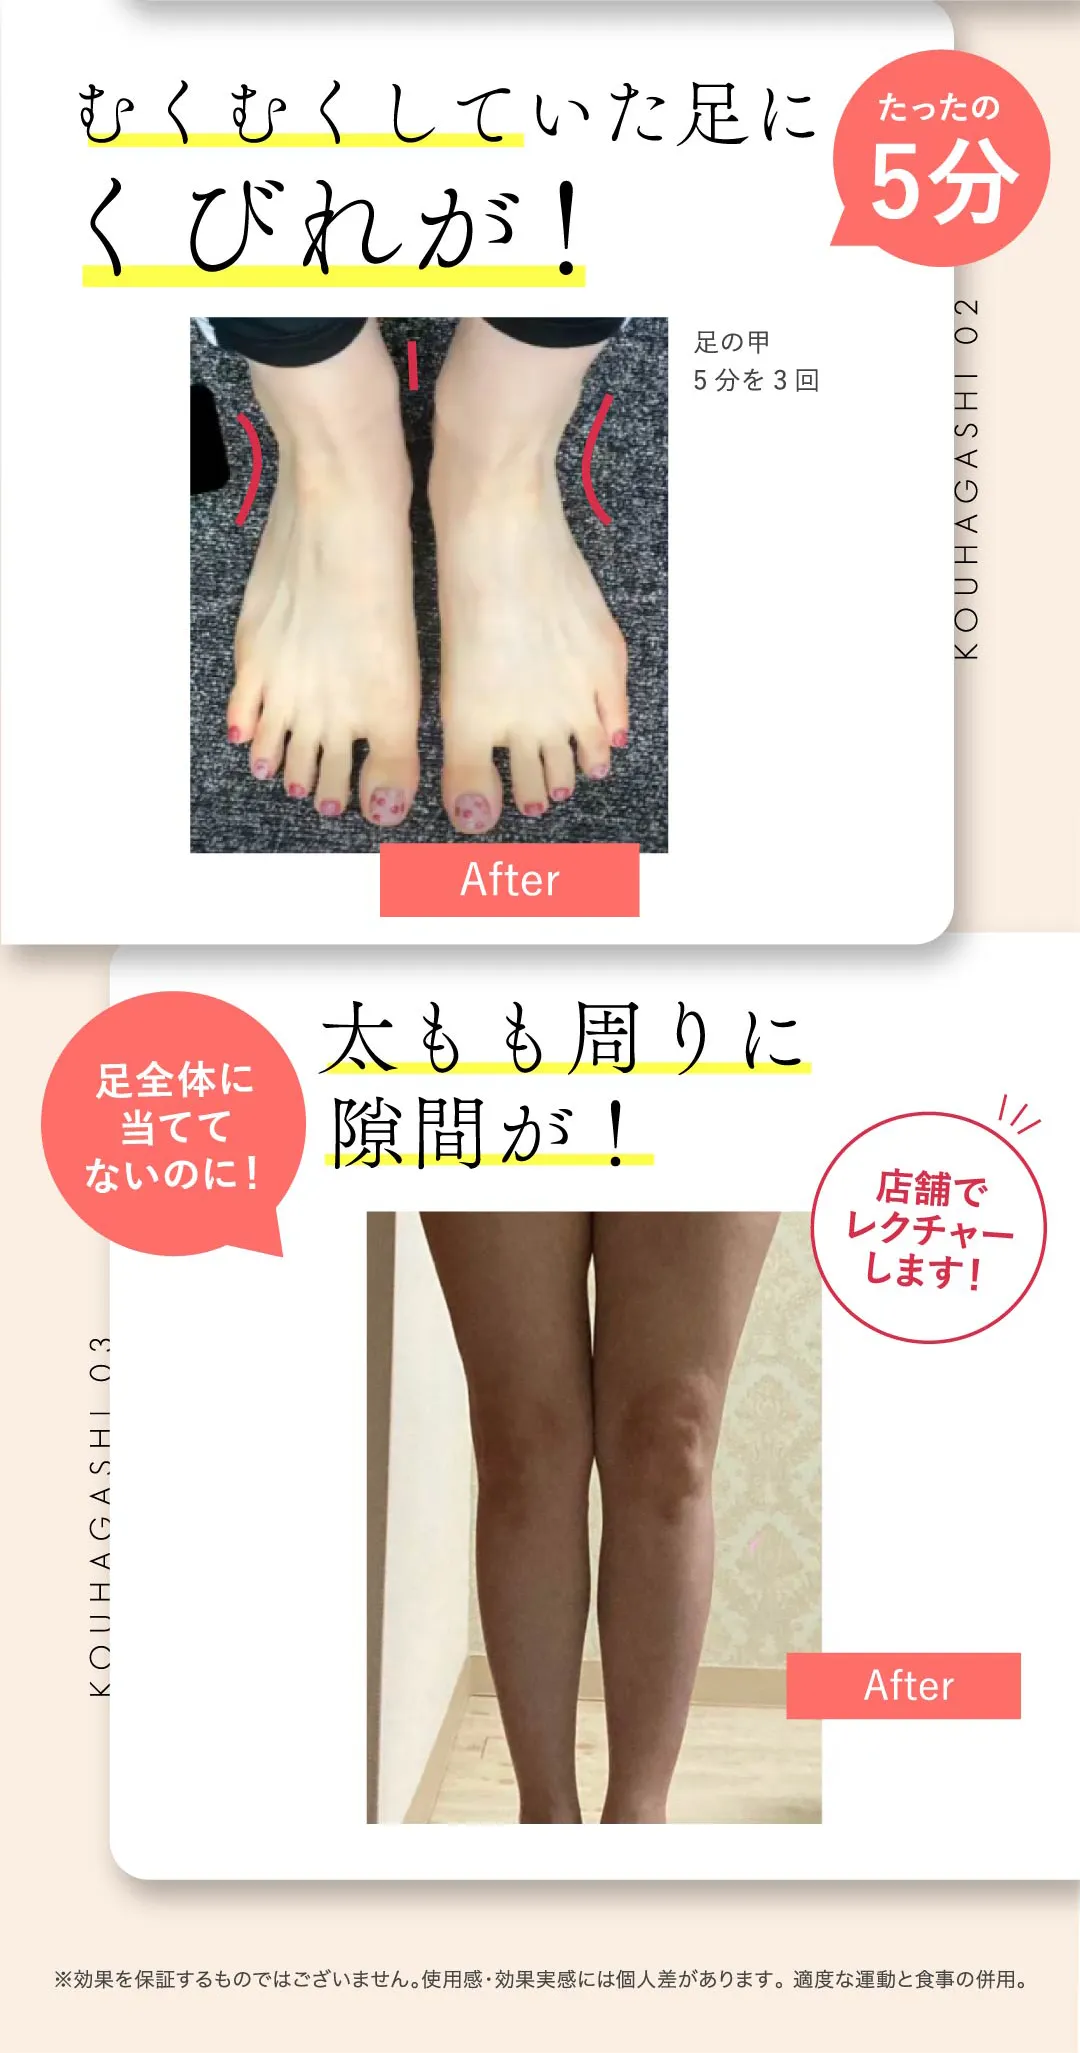 むくむくしていた足に
くびれが！
たったの
5分
足の甲
5分を3回
KOUHAGASHI 02
After
足全体に
当てて
ないのに！
太もも周りに
隙間が！
店舗で
レクチャー
します！
KOUHAGASHI 03
After
※効果を保証するものではございません。使用感・効果実感には個人差があります。適度な運動と食事の併用。